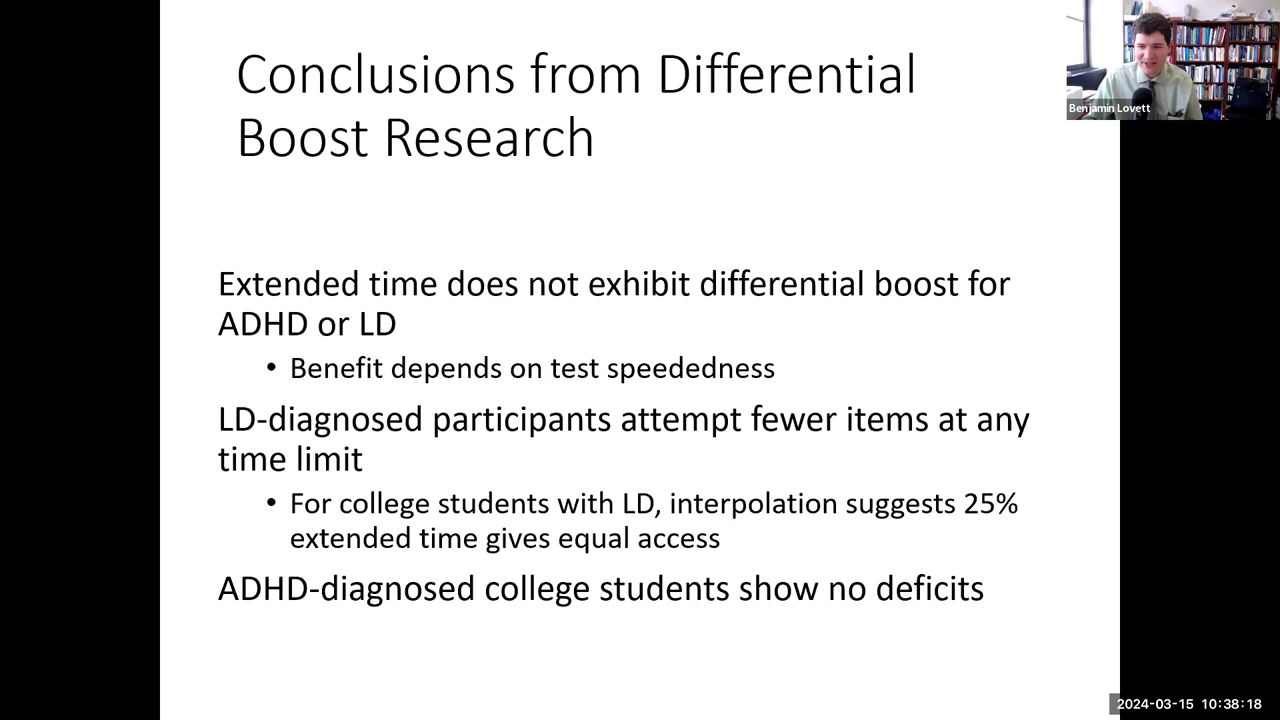 Conclusions from Differential
Boost Research
Benjamin Lovett
Extended time does not exhibit differential boost for
ADHD or LD
• Benefit depends on test speededness
LD-diagnosed participants attempt fewer items at any
time limit
• For college students with LD, interpolation suggests 25%
extended time gives equal access
ADHD-diagnosed college students show no deficits
2024-03-15 10:38:18